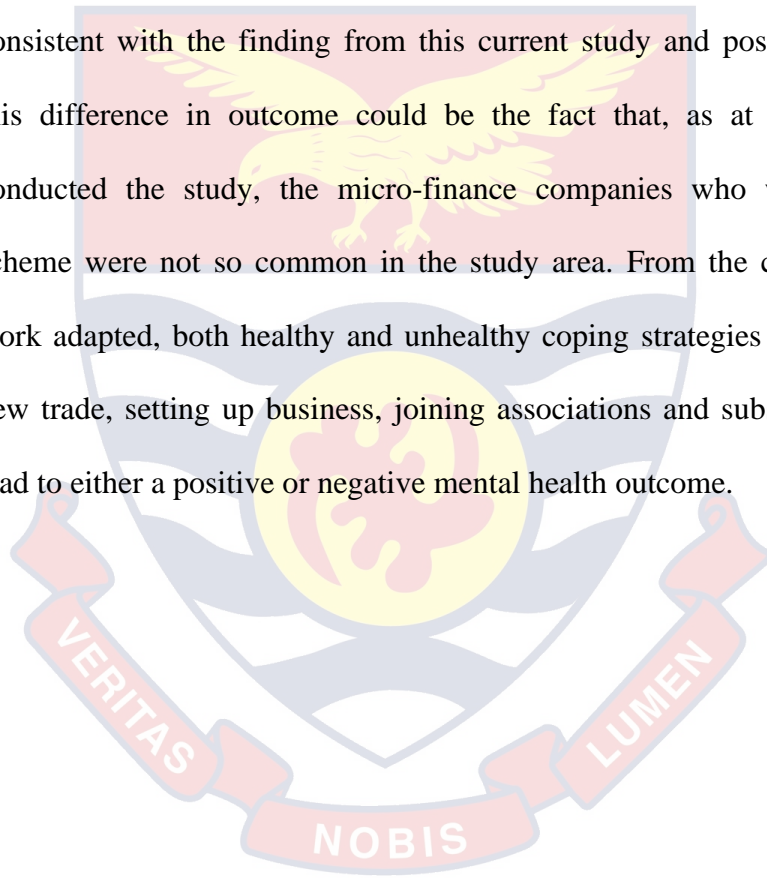 onsistent with the finding from this current study and pos
is difference in outcome could be the fact that, as at
onducted the study, the micro-finance companies who
cheme were not so common in the study area. From the c
ork adapted, both healthy and unhealthy coping strategies
ew trade, setting up business, joining associations and sub
ad to either a positive or negative mental health outcome.
VERITAS
NOBIS
LUMEN